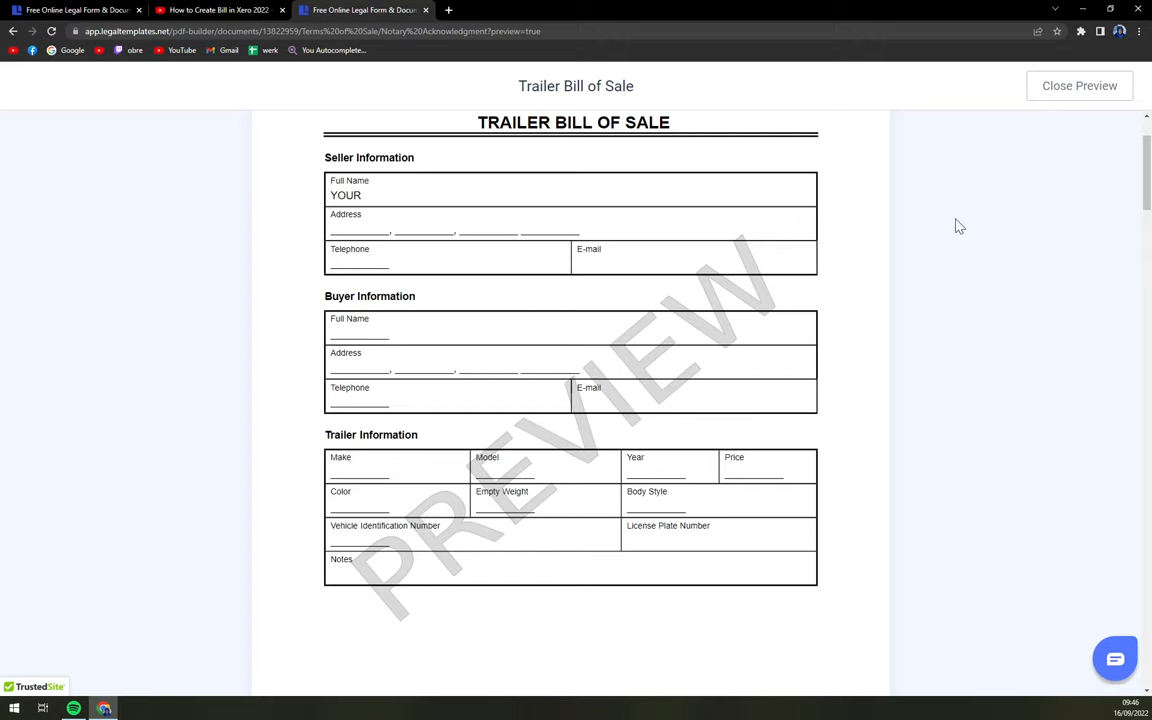 Free Online Legal Form & Docum
How to Create Bill in Xero 2022 -
Free Online Legal Form & Docum
app.legaltemplates.net/pdf-builder/documents/13822959/Terms%20of%20Sale/Notary%20Acknowledgment?preview=true
Google
YouTube
Gmail
obre
werk
You Autocomplete...
Trailer Bill of Sale
Close Preview
TRAILER BILL OF SALE
Seller Information
Full Name
YOUR
Address
Telephone
E-mail
Buyer Information
Full Name
Address
Telephone
E-mail
Trailer Information
Make
Model
Year
Price
Color
Empty Weight
Body Style
Vehicle Identification Number
License Plate Number
Notes
PREVIEW
TrustedSite
09:46
16/09/2022